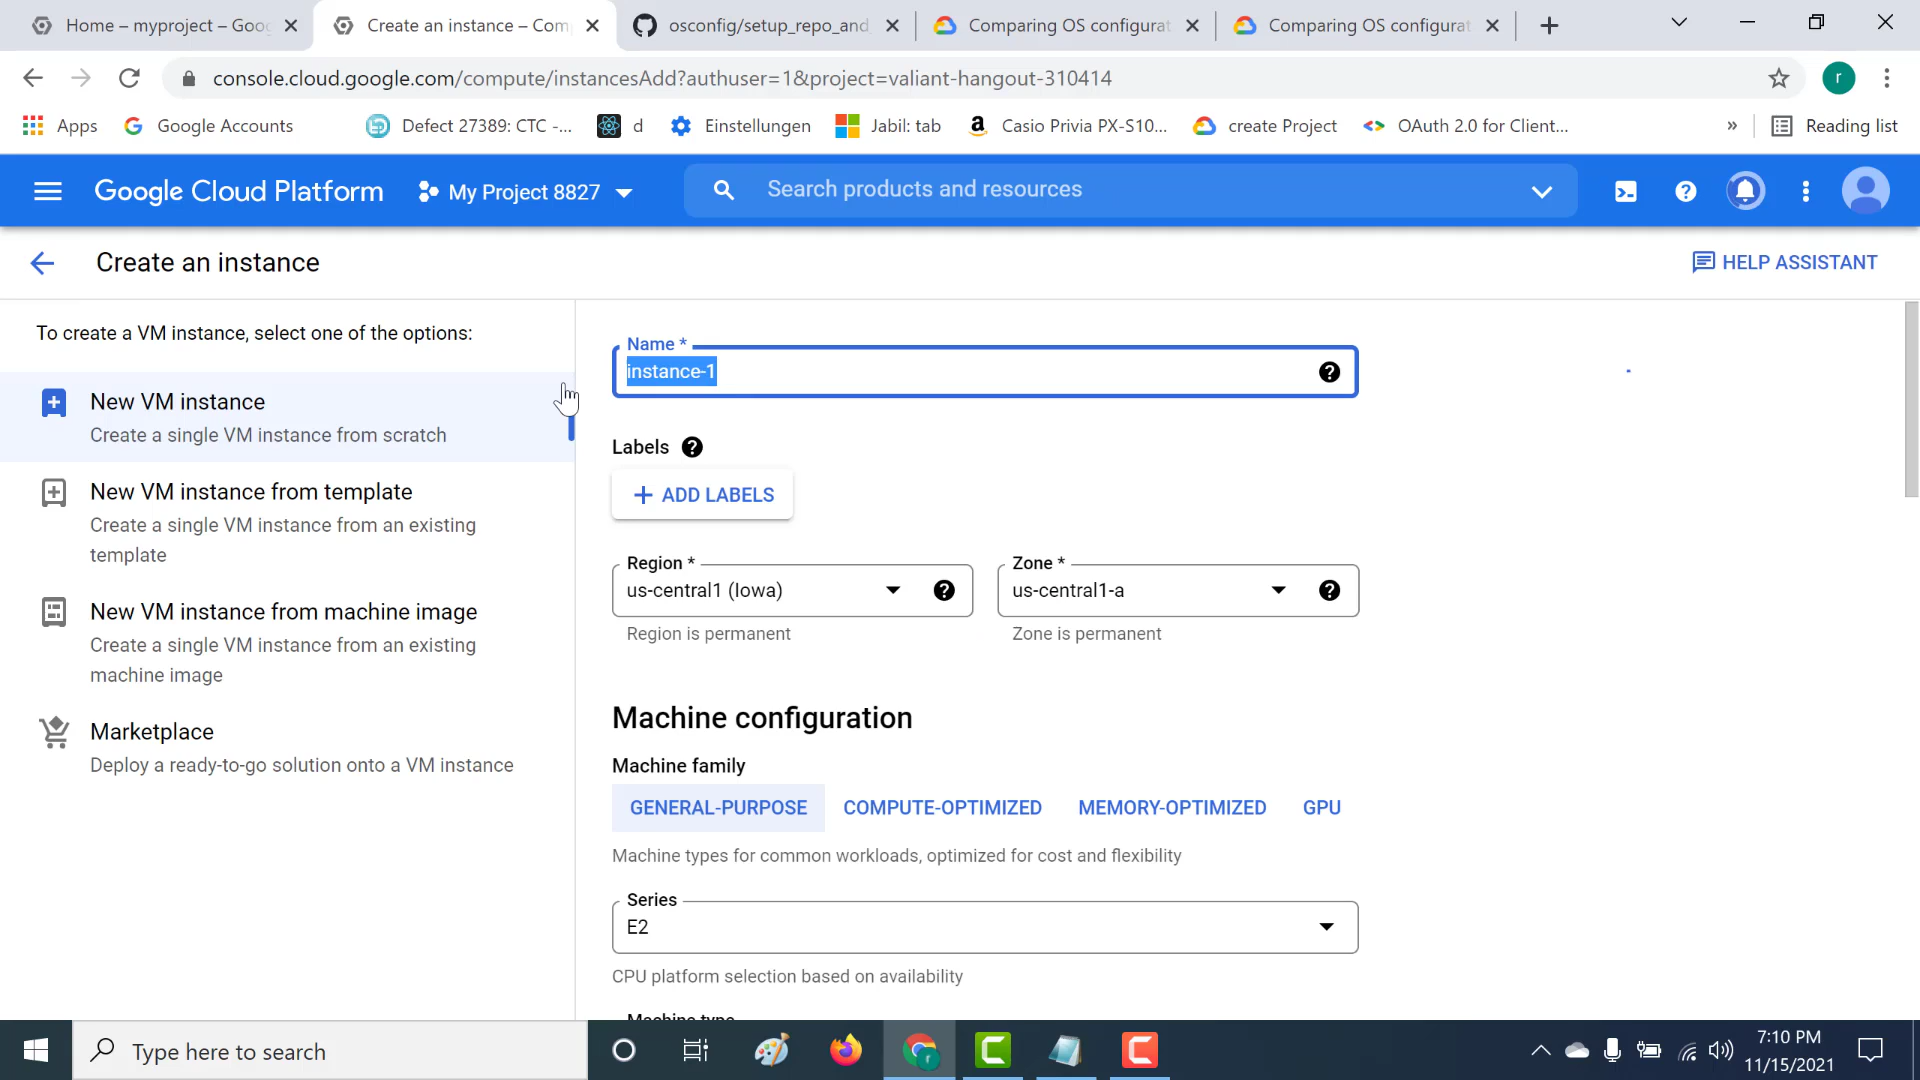 Home – myproject – Goog
Create an instance – Comp
osconfig/setup_repo_and_
Comparing OS configurat
Comparing OS configurat
console.cloud.google.com/compute/instancesAdd?authuser=1&project=valiant-hangout-310414
r
Apps
Google Accounts
Defect 27389: CTC -...
d
Einstellungen
Jabil: tab
Casio Privia PX-S10...
create Project
OAuth 2.0 for Client...
»
Reading list
Google Cloud Platform
My Project 8827
Search products and resources
Create an instance
HELP ASSISTANT
To create a VM instance, select one of the options:
New VM instance
Create a single VM instance from scratch
New VM instance from template
Create a single VM instance from an existing
template
New VM instance from machine image
Create a single VM instance from an existing
machine image
Marketplace
Deploy a ready-to-go solution onto a VM instance
Name *
instance-1
Labels
ADD LABELS
Region *
us-central1 (Iowa)
Region is permanent
Zone *
us-central1-a
Zone is permanent
Machine configuration
Machine family
GENERAL-PURPOSE
COMPUTE-OPTIMIZED
MEMORY-OPTIMIZED
GPU
Machine types for common workloads, optimized for cost and flexibility
Series
E2
CPU platform selection based on availability
Machine type
Type here to search
7:10 PM
11/15/2021